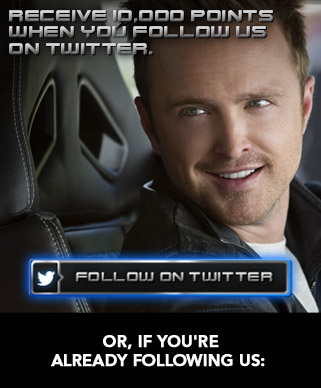 RECEIVE 10,000 POINTS
WHEN YOU FOLLOW US
ON TWITTER.
FOLLOW ON TWITTER
OR, IF YOU'RE
ALREADY FOLLOWING US: